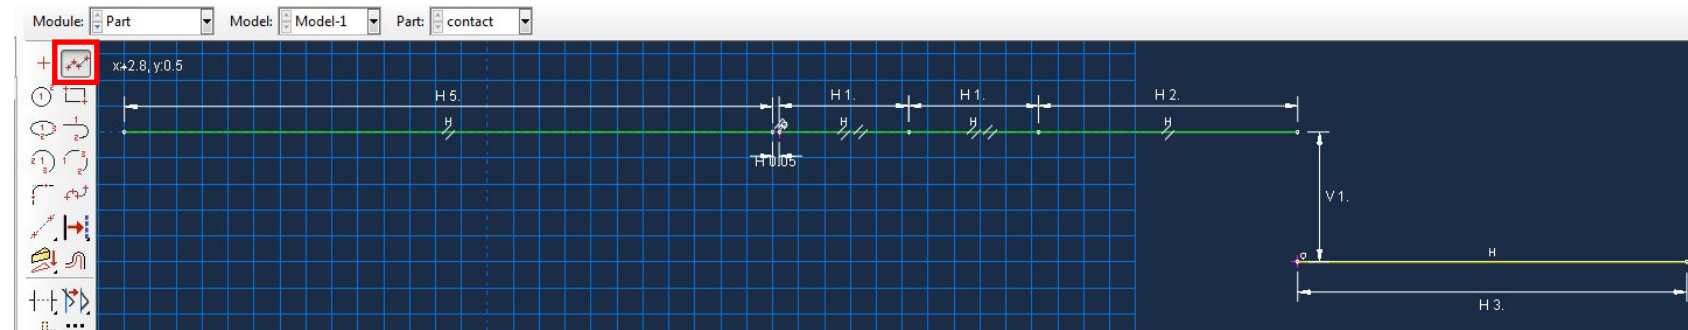 Module: Part Model: Model-1 Part: contact
x:-2.8, y:0.5
H 5. H 1. H 1. H 2.
H H H H
H 0.05
V 1.
H
H 3.